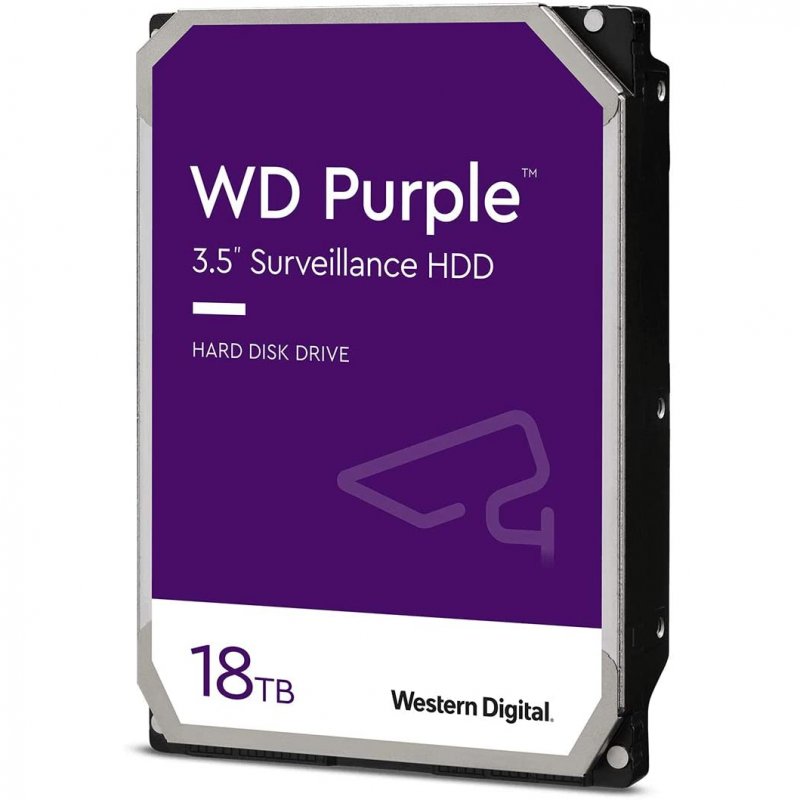 WD Purple™
3.5" Surveillance HDD
HARD DISK DRIVE
18TB
Western Digital.